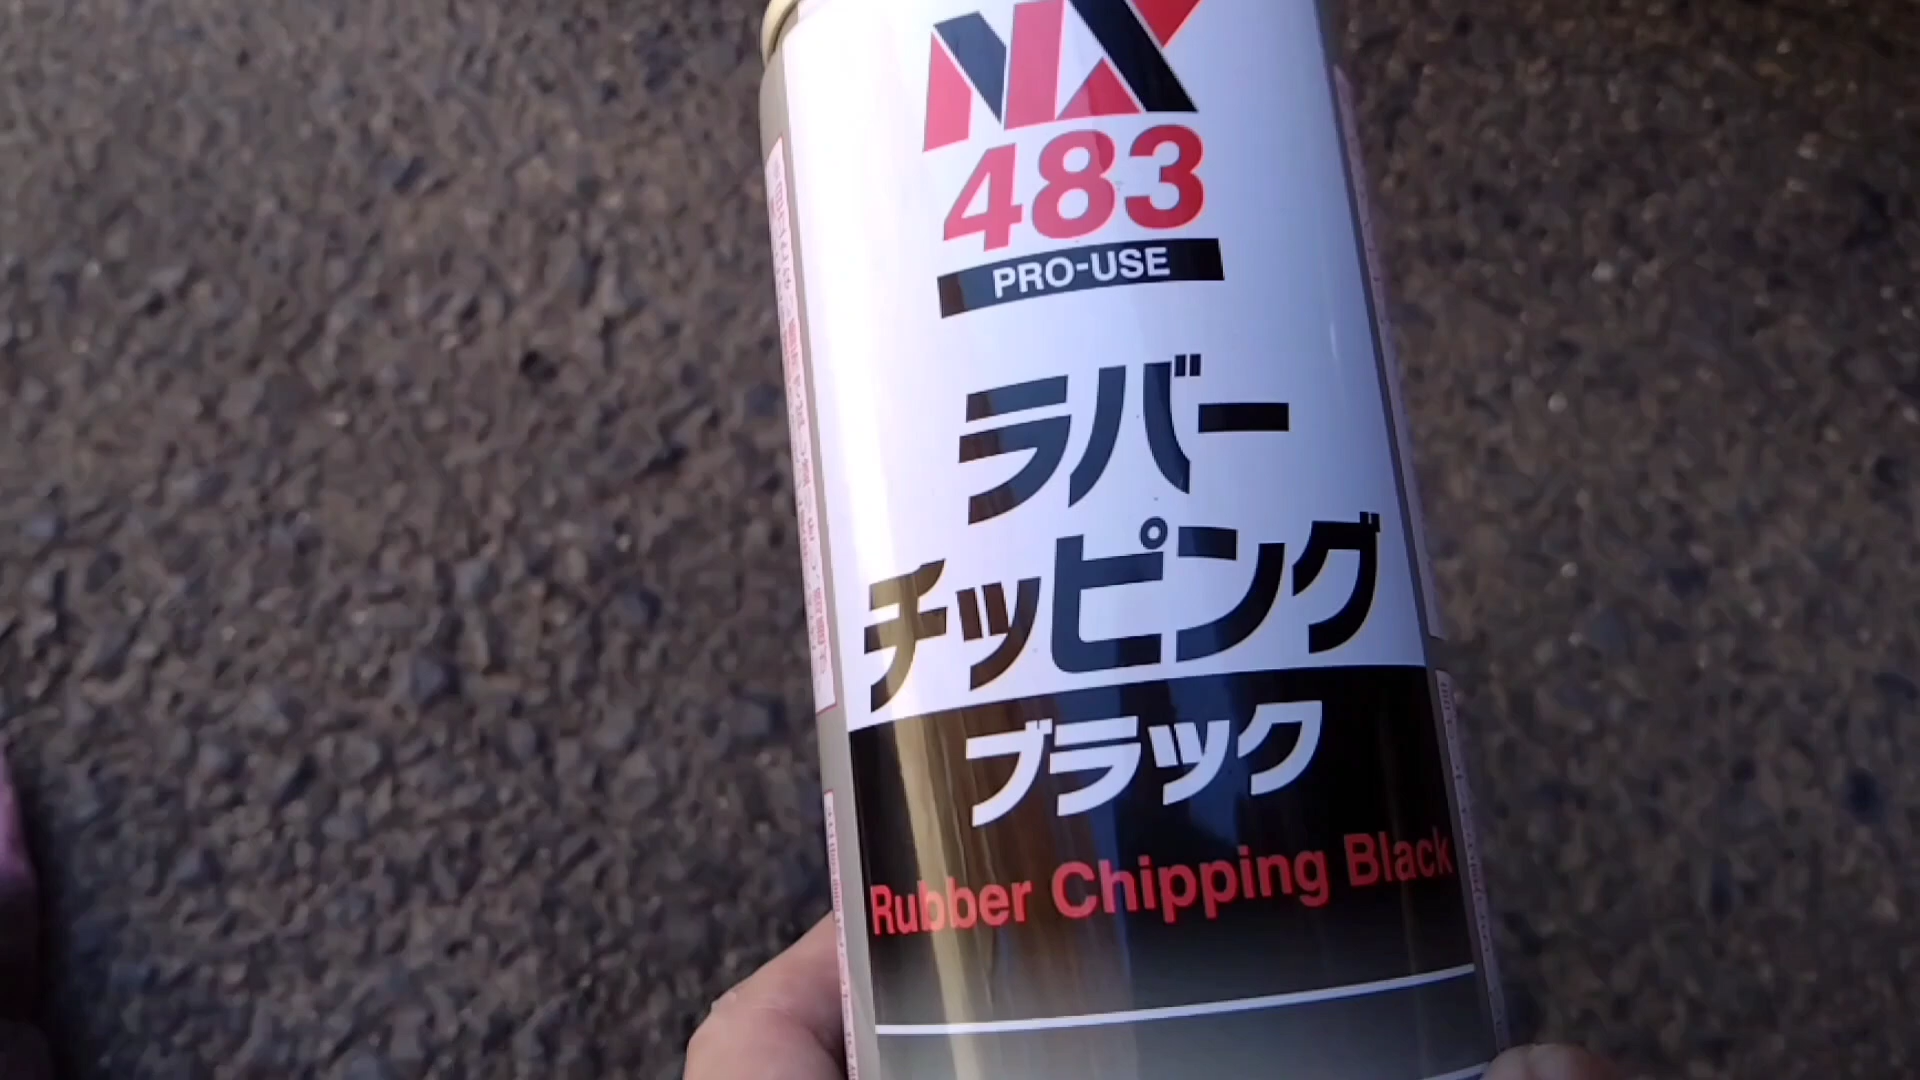 NX
483
PRO-USE
ラバー
チッピング
ブラック
Rubber Chipping Black